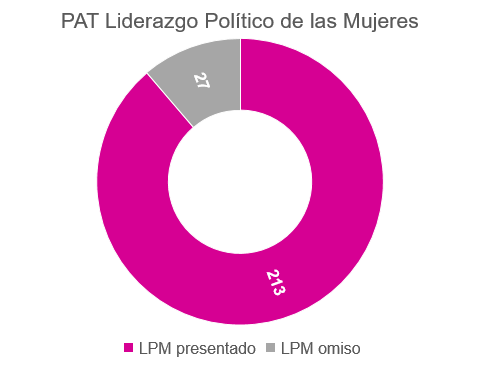 PAT Liderazgo Político de las Mujeres
27
213
LPM presentado LPM omiso